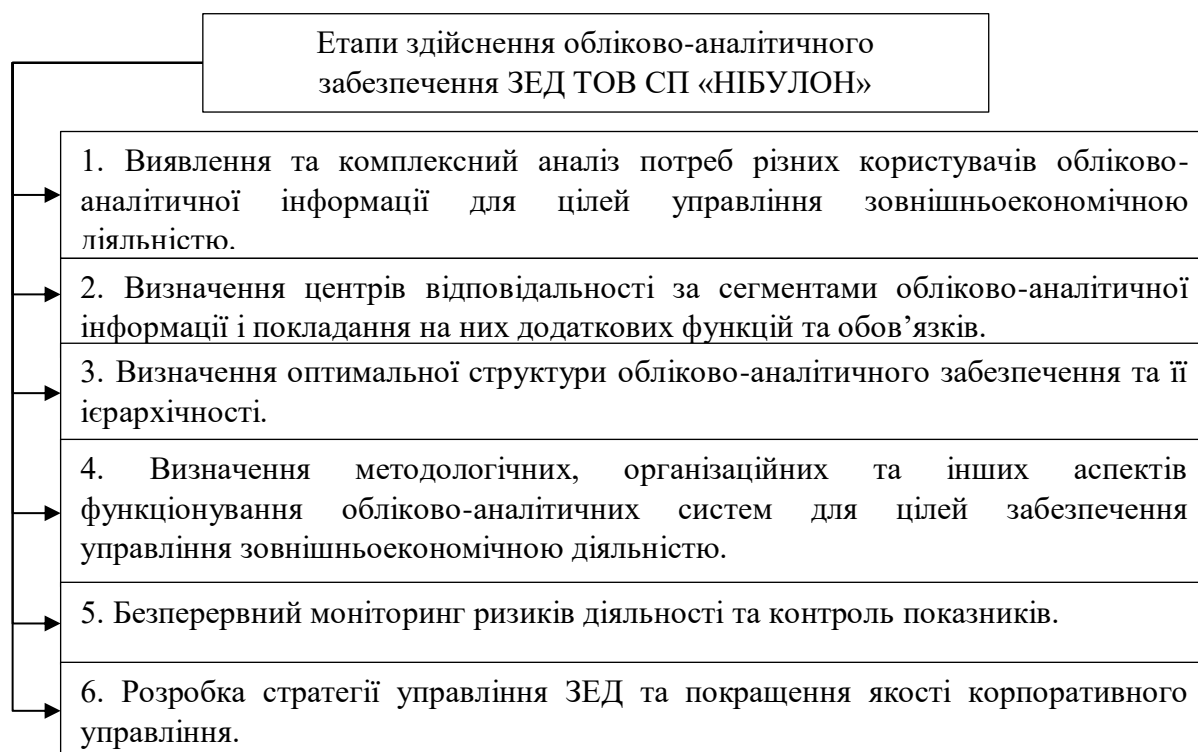 Етапи здійснення обліково-аналітичного
забезпечення ЗЕД ТОВ СП «НІБУЛОН»
1. Виявлення та комплексний аналіз потреб різних користувачів обліково-
аналітичної інформації для цілей управління зовнішньоекономічною
діяльністю.
2. Визначення центрів відповідальності за сегментами обліково-аналітичної
інформації і покладання на них додаткових функцій та обов’язків.
3. Визначення оптимальної структури обліково-аналітичного забезпечення та її
ієрархічності.
4. Визначення методологічних, організаційних та інших аспектів
функціонування обліково-аналітичних систем для цілей забезпечення
управління зовнішньоекономічною діяльністю.
5. Безперервний моніторинг ризиків діяльності та контроль показників.
6. Розробка стратегії управління ЗЕД та покращення якості корпоративного
управління.